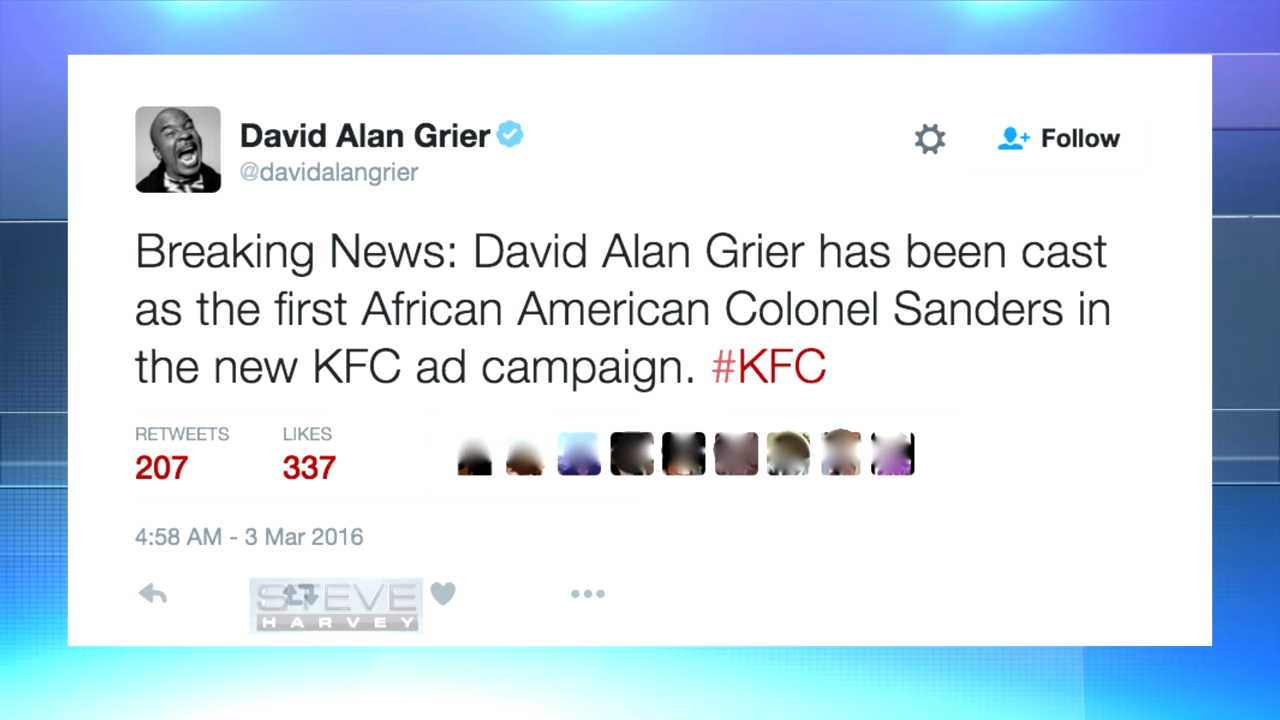 David Alan Grier
@davidalangrier
Follow
Breaking News: David Alan Grier has been cast
as the first African American Colonel Sanders in
the new KFC ad campaign. #KFC
RETWEETS LIKES
207 337
4:58 AM - 3 Mar 2016
STEVE
HARVEY